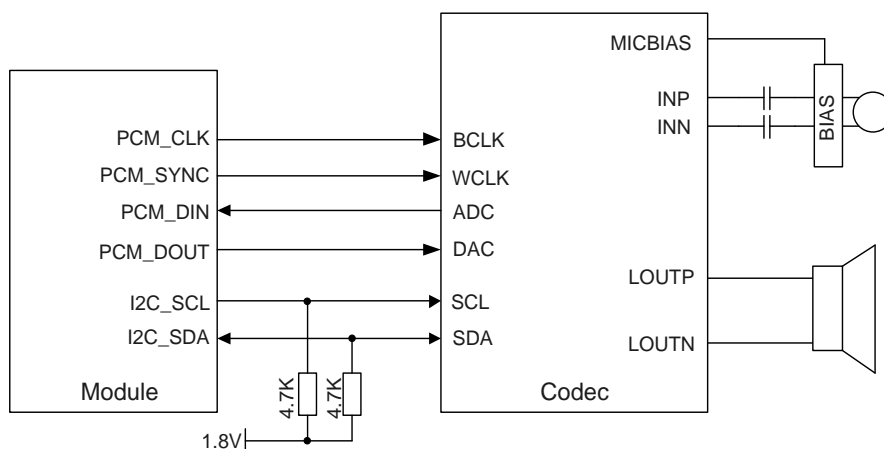 PCM_CLK
PCM_SYNC
PCM_DIN
PCM_DOUT
I2C_SCL
I2C_SDA
Module
4.7K
4.7K
1.8V
BCLK
WCLK
ADC
DAC
SCL
SDA
MICBIAS
INP
INN
LOUTP
LOUTN
Codec
BIAS